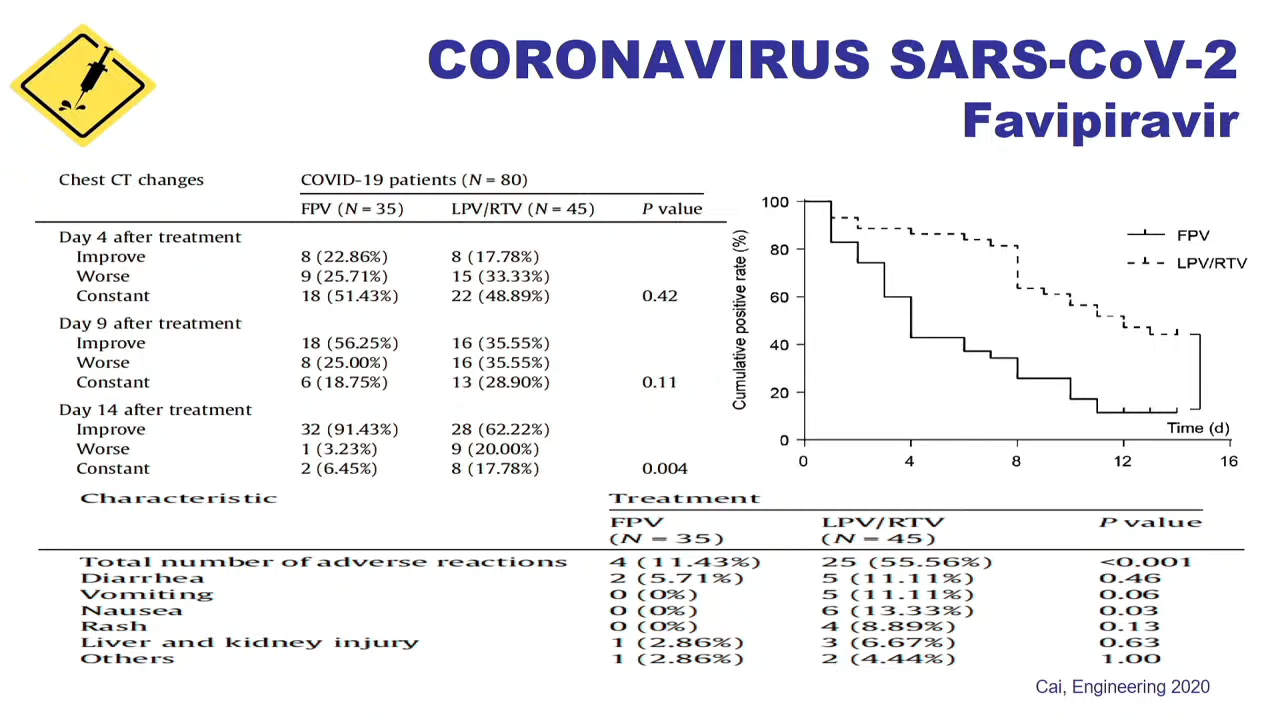 CORONAVIRUS SARS-CoV-2
Favipiravir
Chest CT changes COVID-19 patients (N = 80)
FPV (N = 35) LPV/RTV (N = 45) P value
Day 4 after treatment
Improve 8 (22.86%) 8 (17.78%)
Worse 9 (25.71%) 15 (33.33%)
Constant 18 (51.43%) 22 (48.89%) 0.42
Day 9 after treatment
Improve 18 (56.25%) 16 (35.55%)
Worse 8 (25.00%) 16 (35.55%)
Constant 6 (18.75%) 13 (28.90%) 0.11
Day 14 after treatment
Improve 32 (91.43%) 28 (62.22%)
Worse 1 (3.23%) 9 (20.00%)
Constant 2 (6.45%) 8 (17.78%) 0.004
Cumulative positive rate (%)
100
80
60
40
20
0
FPV
LPV/RTV
Time (d)
0 4 8 12 16
Characteristic Treatment
FPV LPV/RTV P value
(N = 35) (N = 45)
Total number of adverse reactions 4 (11.43%) 25 (55.56%) <0.001
Diarrhea 2 (5.71%) 5 (11.11%) 0.46
Vomiting 0 (0%) 5 (11.11%) 0.06
Nausea 0 (0%) 6 (13.33%) 0.03
Rash 0 (0%) 4 (8.89%) 0.13
Liver and kidney injury 1 (2.86%) 3 (6.67%) 0.63
Others 1 (2.86%) 2 (4.44%) 1.00
Cai, Engineering 2020